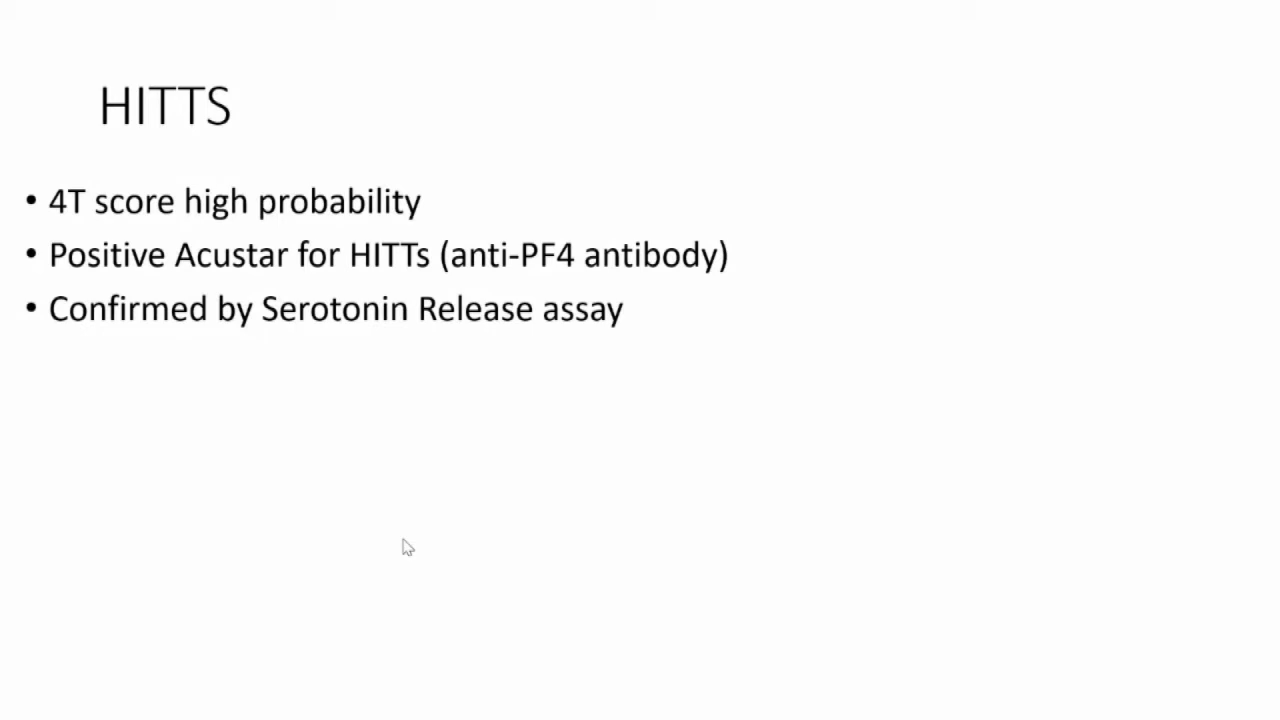 HITTS
• 4T score high probability
• Positive Acustar for HITTs (anti-PF4 antibody)
• Confirmed by Serotonin Release assay